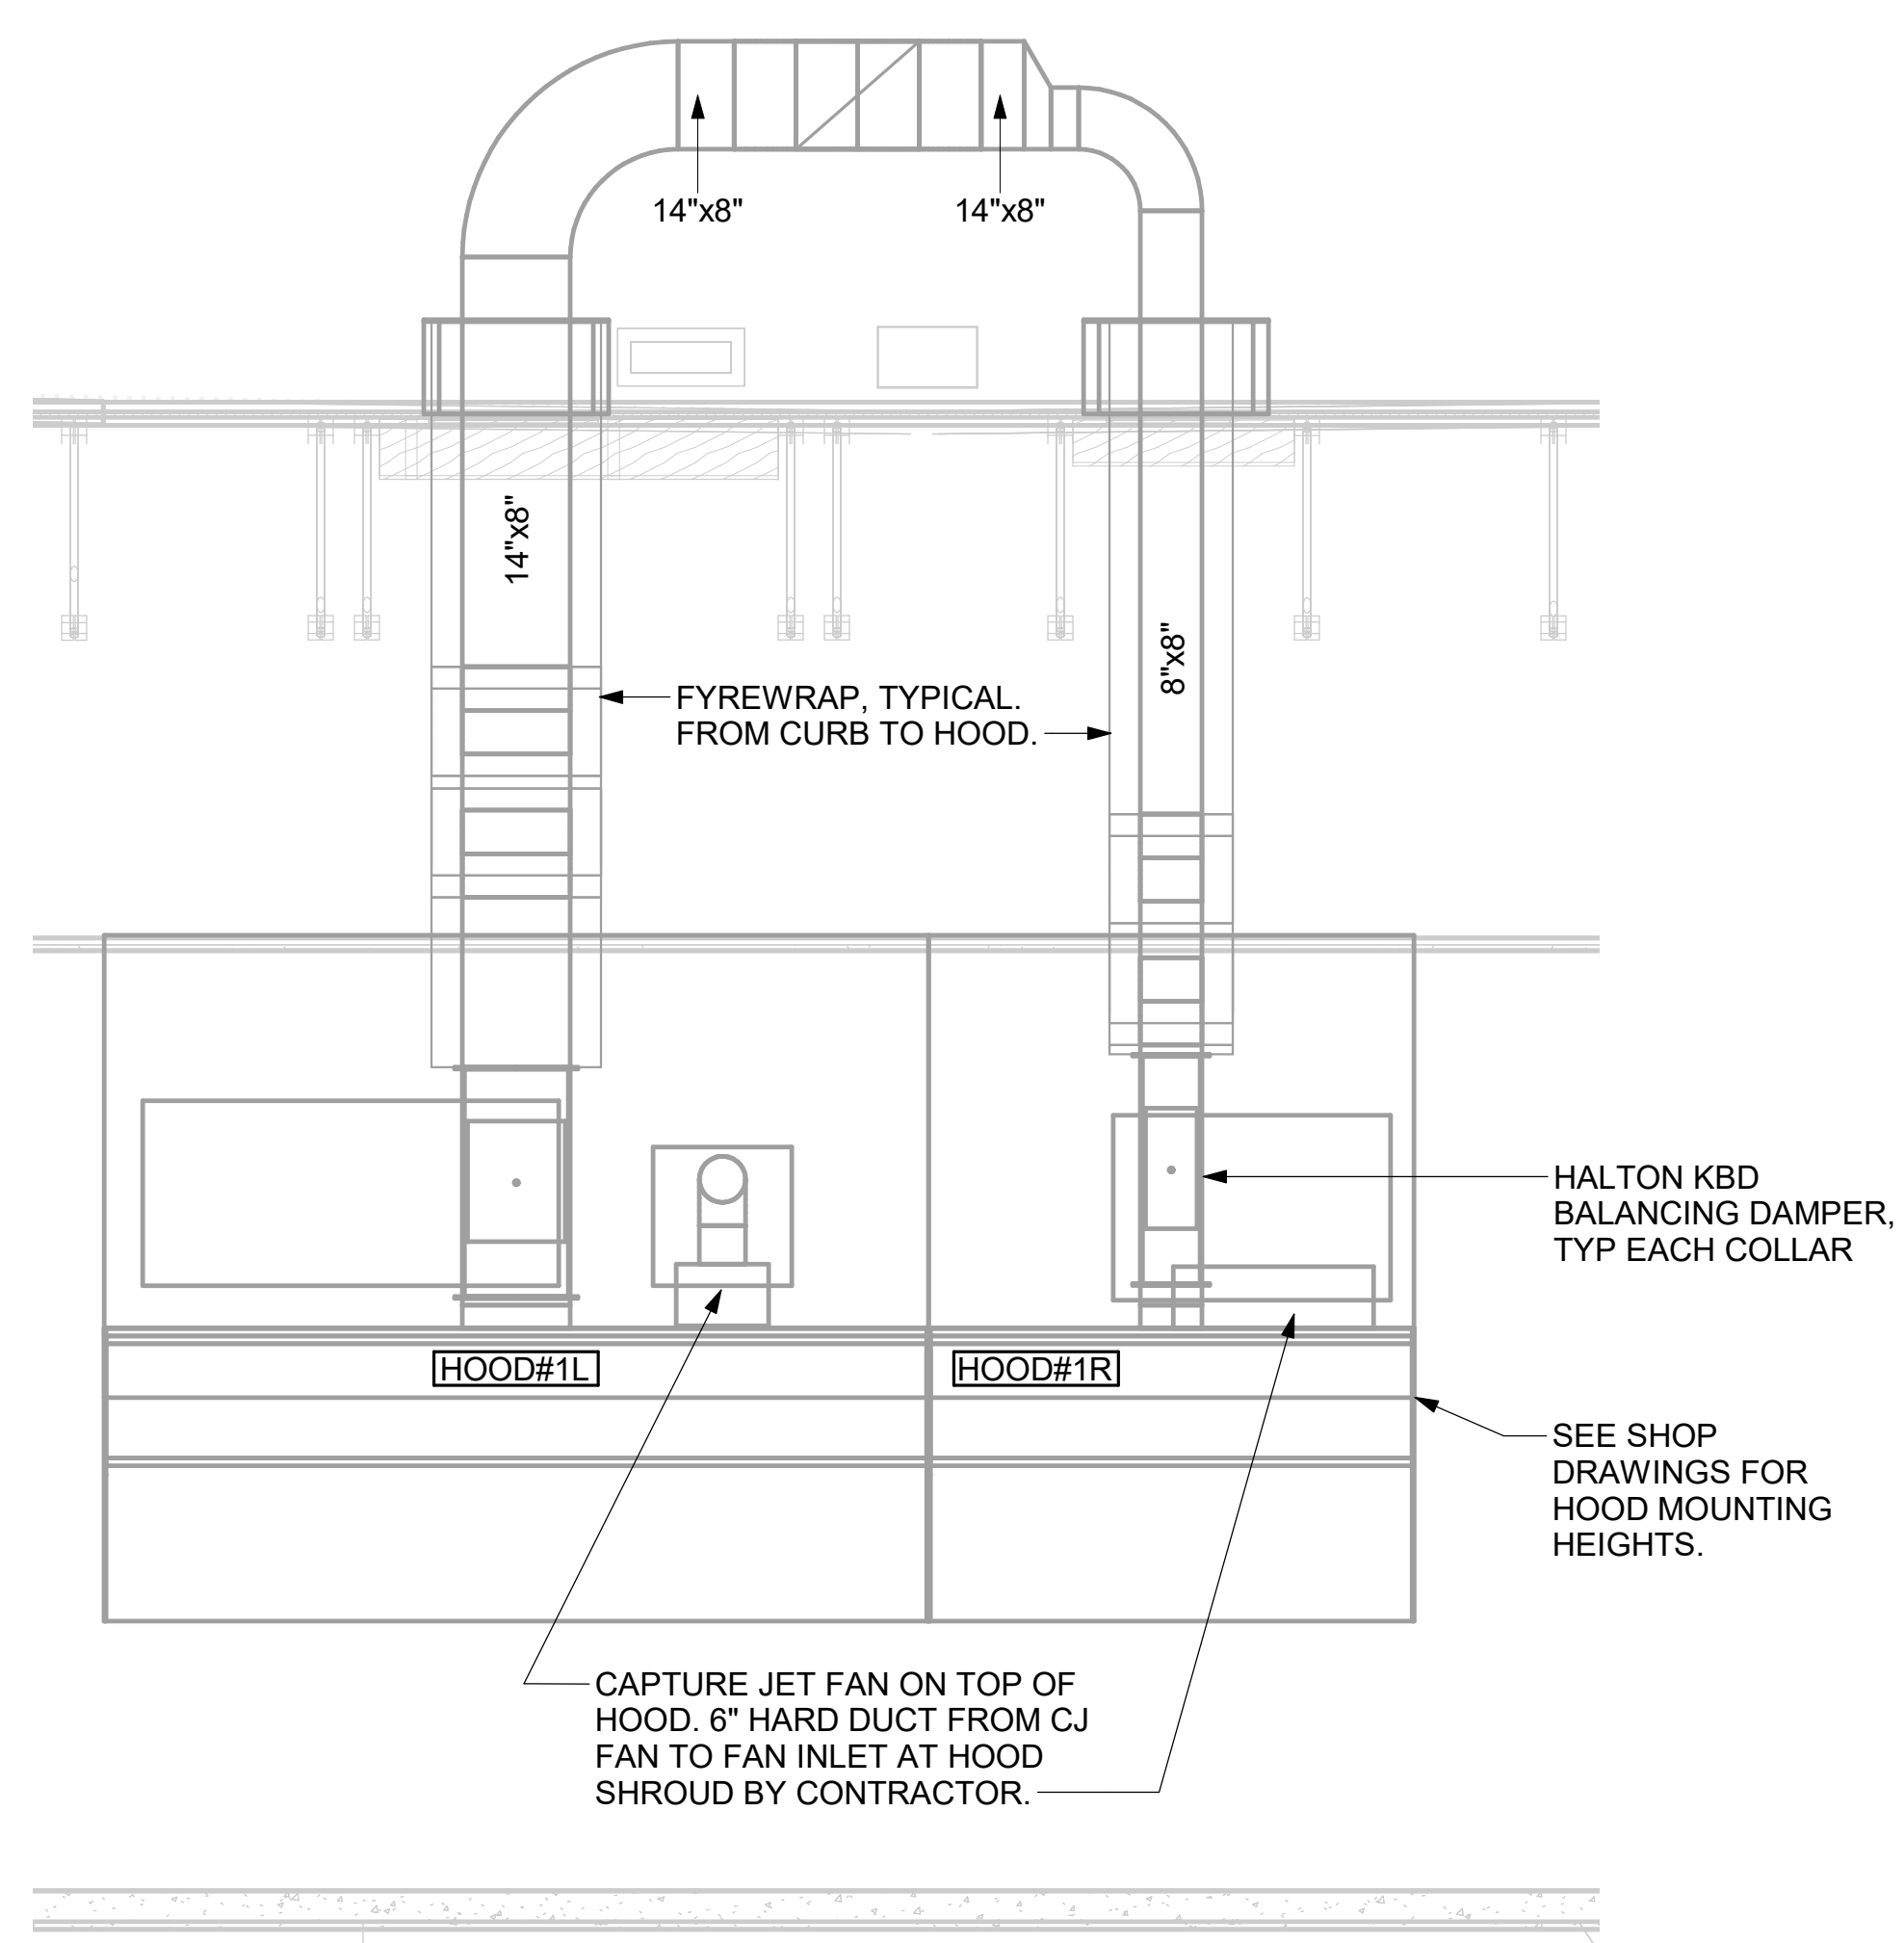 14"x8"
14"x8"
14"x8"
8"x8"
FYREWRAP, TYPICAL.
FROM CURB TO HOOD.
HALTON KBD
BALANCING DAMPER,
TYP EACH COLLAR
HOOD#1L
HOOD#1R
SEE SHOP
DRAWINGS FOR
HOOD MOUNTING
HEIGHTS.
CAPTURE JET FAN ON TOP OF
HOOD. 6" HARD DUCT FROM CJ
FAN TO FAN INLET AT HOOD
SHROUD BY CONTRACTOR.